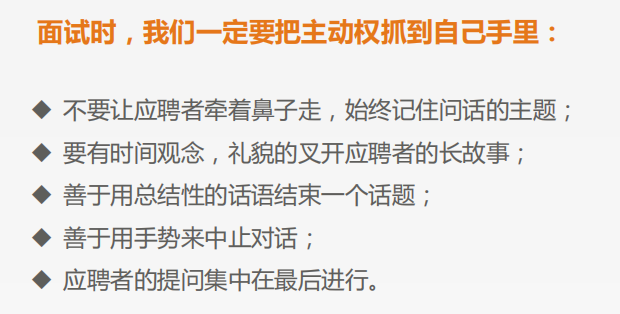 面试时，我们一定要把主动权抓到自己手里：
◆ 不要让应聘者牵着鼻子走，始终记住问话的主题；
◆ 要有时间观念，礼貌的叉开应聘者的长故事；
◆ 善于用总结性的话语结束一个话题；
◆ 善于用手势来中止对话；
◆ 应聘者的提问集中在最后进行。